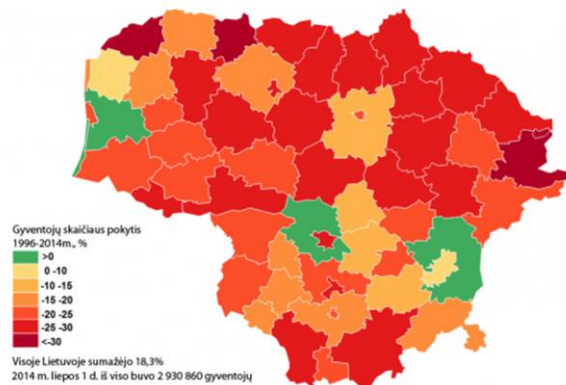 Gyventojų skaičiaus pokytis
1996-2014m., %
>0
0 -10
-10-15
-15-20
-20-25
-25-30
<-30
Visoje Lietuvoje sumažėjo 18,3%
2014 m. liepos 1 d. iš viso buvo 2 930 860 gyventojų